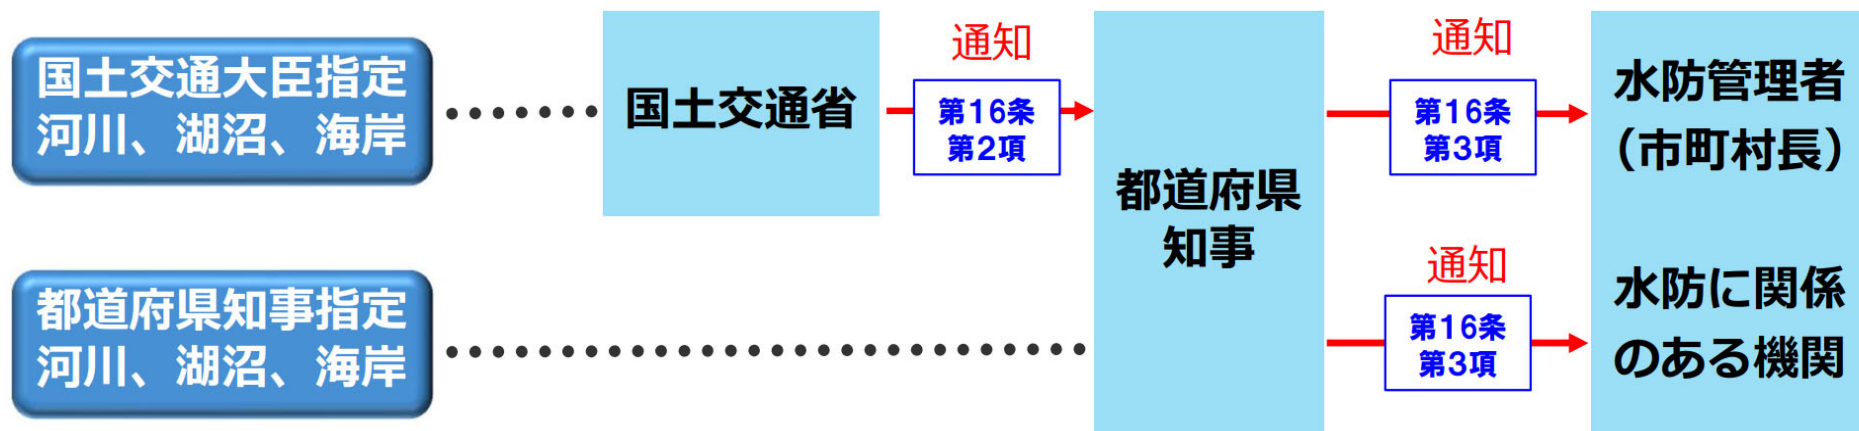 国土交通大臣指定
河川、湖沼、海岸
国土交通省
通知
第16条
第2項
都道府県
知事
通知
第16条
第3項
水防管理者
（市町村長）
都道府県知事指定
河川、湖沼、海岸
通知
第16条
第3項
水防に関係
のある機関